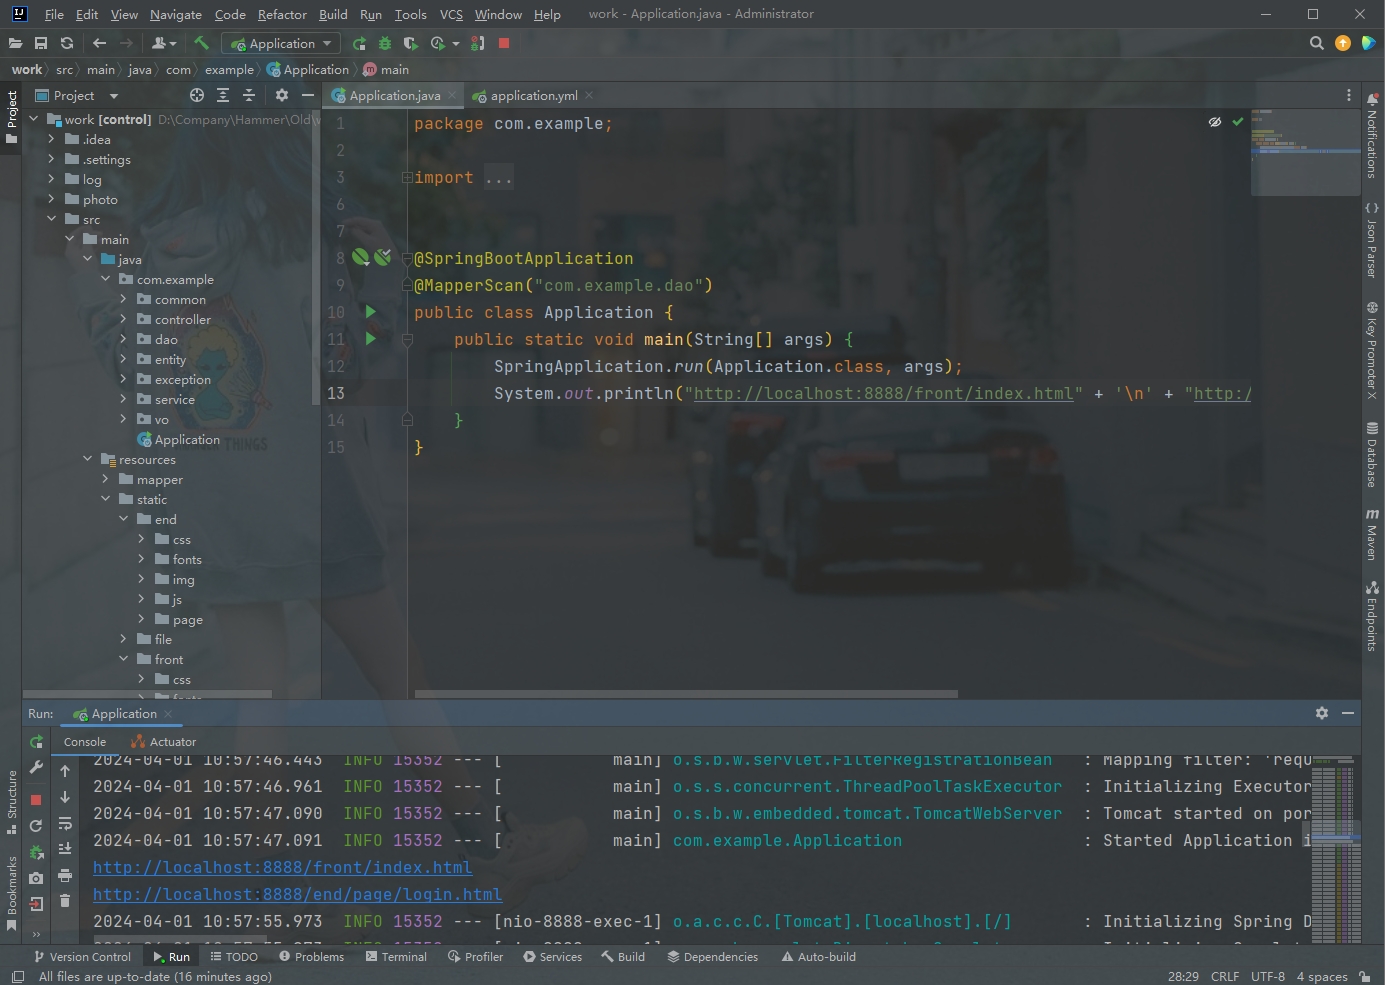 File Edit View Navigate Code Refactor Build Run Tools VCS Window Help work - Application.java - Administrator
Application
work src main java com example Application main
Project
Application.java
application.yml
work [control] D:\Company\Hammer\Old\w
.idea
.settings
log
photo
src
main
java
com.example
common
controller
dao
entity
exception
service
vo
Application
resources
mapper
static
end
css
fonts
img
js
page
file
front
css
1 package com.example;
2
3 import ...
6
7
8 @SpringBootApplication
9 @MapperScan("com.example.dao")
10 public class Application {
11 public static void main(String[] args) {
12 SpringApplication.run(Application.class, args);
13 System.out.println("http://localhost:8888/front/index.html" + '\n' + "http:/
14 }
15 }
Project
Structure
Bookmarks
Notifications
Json Parser
Key Promoter X
Database
Maven
Endpoints
THINGS
Run: Application
Console Actuator
2024-04-01 10:57:46.443 INFO 15352 --- [ main] o.s.b.w.servlet.FilterRegistrationBean : Mapping filter: 'requ
2024-04-01 10:57:46.961 INFO 15352 --- [ main] o.s.s.concurrent.ThreadPoolTaskExecutor : Initializing Executor
2024-04-01 10:57:47.090 INFO 15352 --- [ main] o.s.b.w.embedded.tomcat.TomcatWebServer : Tomcat started on por
2024-04-01 10:57:47.091 INFO 15352 --- [ main] com.example.Application : Started Application i
http://localhost:8888/front/index.html
http://localhost:8888/end/page/login.html
2024-04-01 10:57:55.973 INFO 15352 --- [nio-8888-exec-1] o.a.c.c.C.[Tomcat].[localhost].[/] : Initializing Spring D
Version Control Run TODO Problems Terminal Profiler Services Build Dependencies Auto-build
All files are up-to-date (16 minutes ago) 28:29 CRLF UTF-8 4 spaces